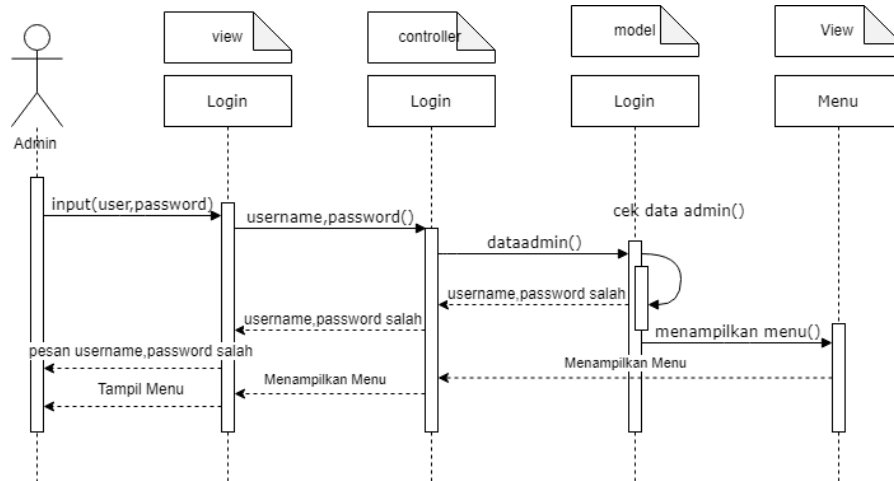 view
controller
model
View
Login
Login
Login
Menu
Admin
input(user,password)
username,password()
cek data admin()
dataadmin()
username,password salah
username,password salah
menampilkan menu()
pesan username,password salah
Menampilkan Menu
Menampilkan Menu
Tampil Menu